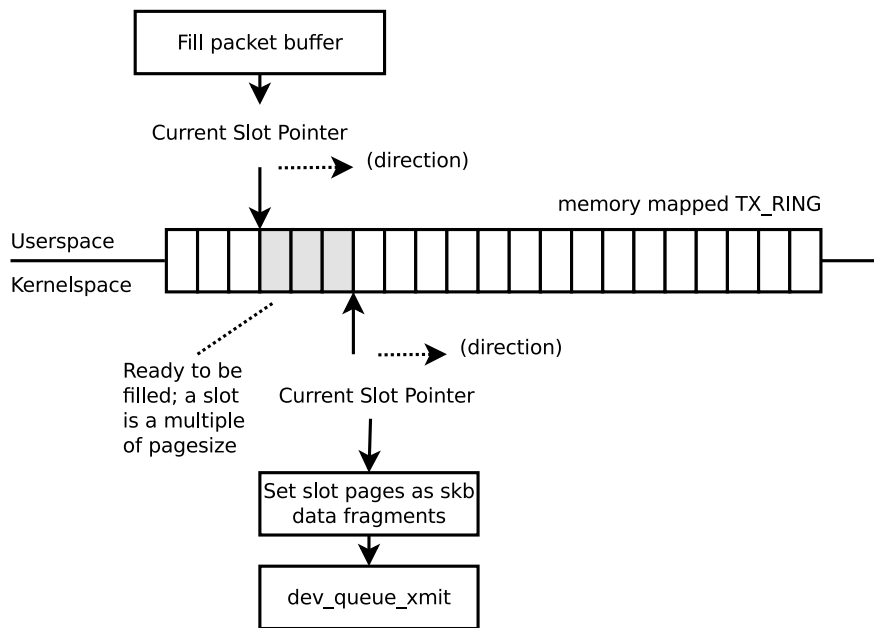 Fill packet buffer
Current Slot Pointer
(direction)
memory mapped TX_RING
Userspace
Kernelspace
(direction)
Ready to be
filled; a slot
is a multiple
of pagesize
Current Slot Pointer
Set slot pages as skb
data fragments
dev_queue_xmit